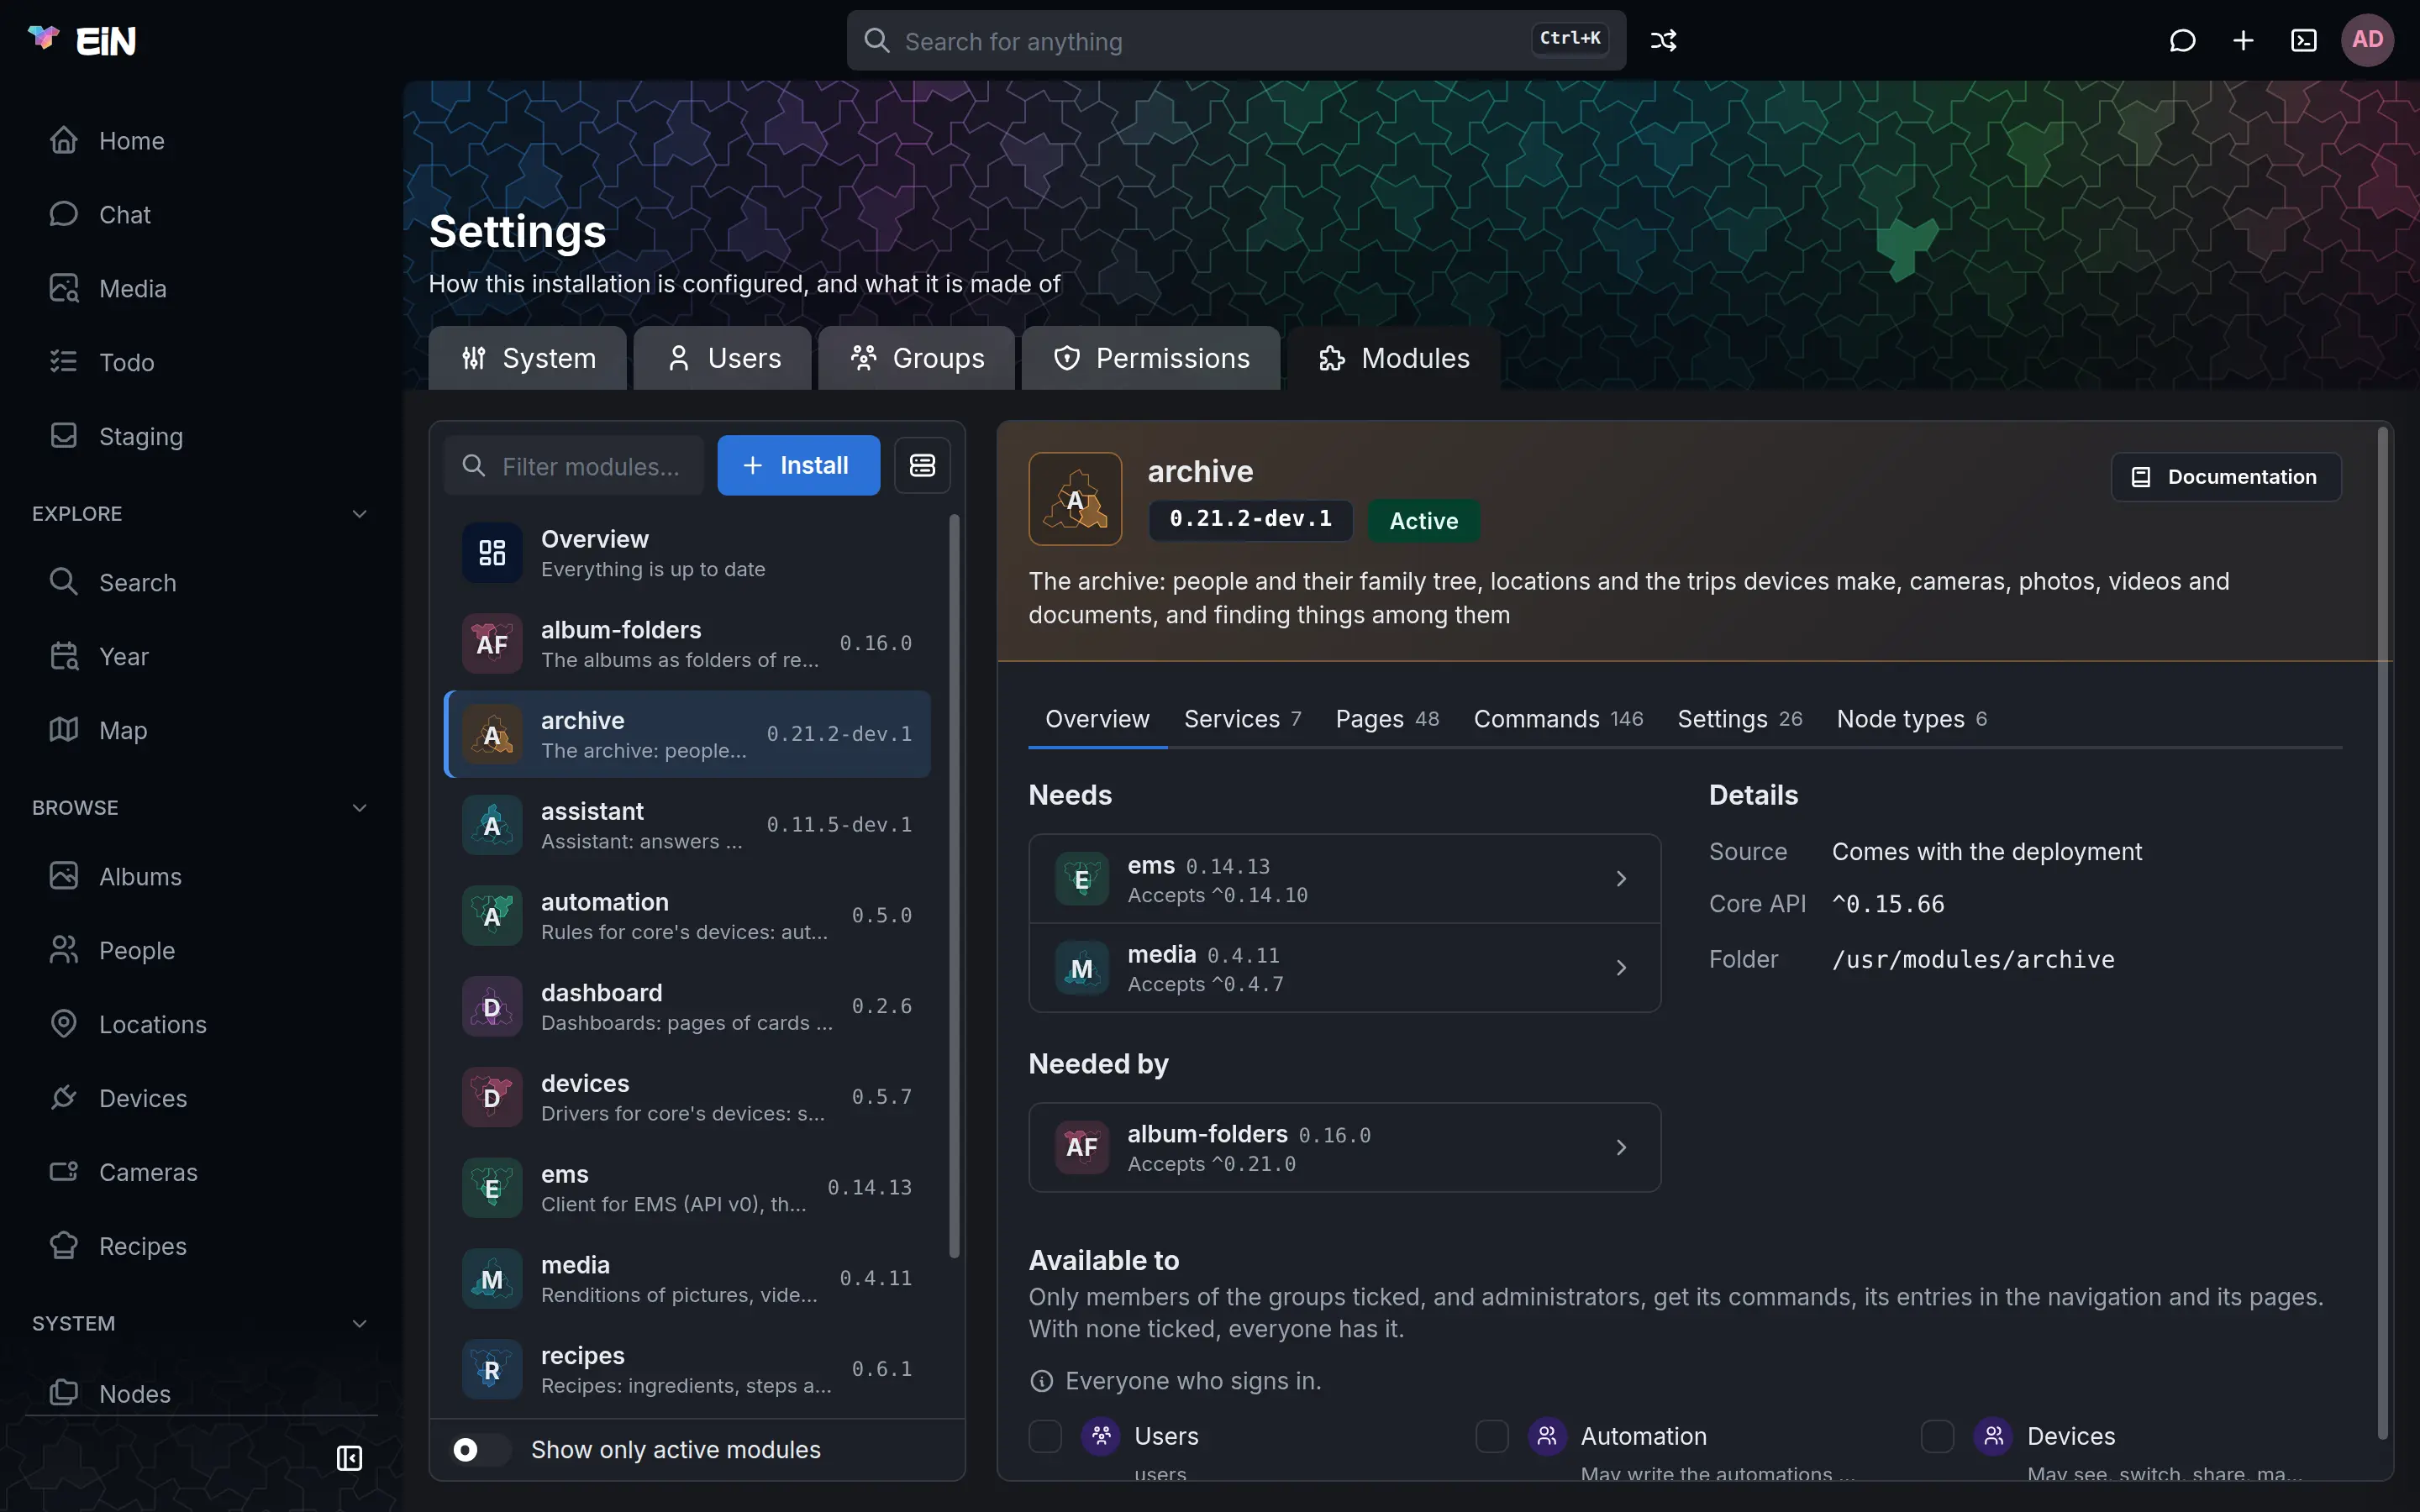 EiN
Search for anything
Ctrl+K
AD
Home
Chat
Media
Todo
Staging
EXPLORE
Search
Year
Map
BROWSE
Albums
People
Locations
Devices
Cameras
Recipes
SYSTEM
Nodes
Settings
How this installation is configured, and what it is made of
System
Users
Groups
Permissions
Modules
Filter modules...
Install
Overview
Everything is up to date
AF
album-folders
The albums as folders of re...
0.16.0
A
archive
The archive: people...
0.21.2-dev.1
A
assistant
Assistant: answers ...
0.11.5-dev.1
A
automation
Rules for core's devices: aut...
0.5.0
D
dashboard
Dashboards: pages of cards ...
0.2.6
D
devices
Drivers for core's devices: s...
0.5.7
E
ems
Client for EMS (API v0), th...
0.14.13
M
media
Renditions of pictures, vide...
0.4.11
R
recipes
Recipes: ingredients, steps a...
0.6.1
Show only active modules
A
archive
0.21.2-dev.1
Active
Documentation
The archive: people and their family tree, locations and the trips devices make, cameras, photos, videos and
documents, and finding things among them
Overview
Services 7
Pages 48
Commands 146
Settings 26
Node types 6
Needs
E
ems 0.14.13
Accepts ^0.14.10
M
media 0.4.11
Accepts ^0.4.7
Needed by
AF
album-folders 0.16.0
Accepts ^0.21.0
Details
Source Comes with the deployment
Core API ^0.15.66
Folder /usr/modules/archive
Available to
Only members of the groups ticked, and administrators, get its commands, its entries in the navigation and its pages.
With none ticked, everyone has it.
Everyone who signs in.
Users
users
Automation
May write the automations ...
Devices
May see, switch, share, ma...